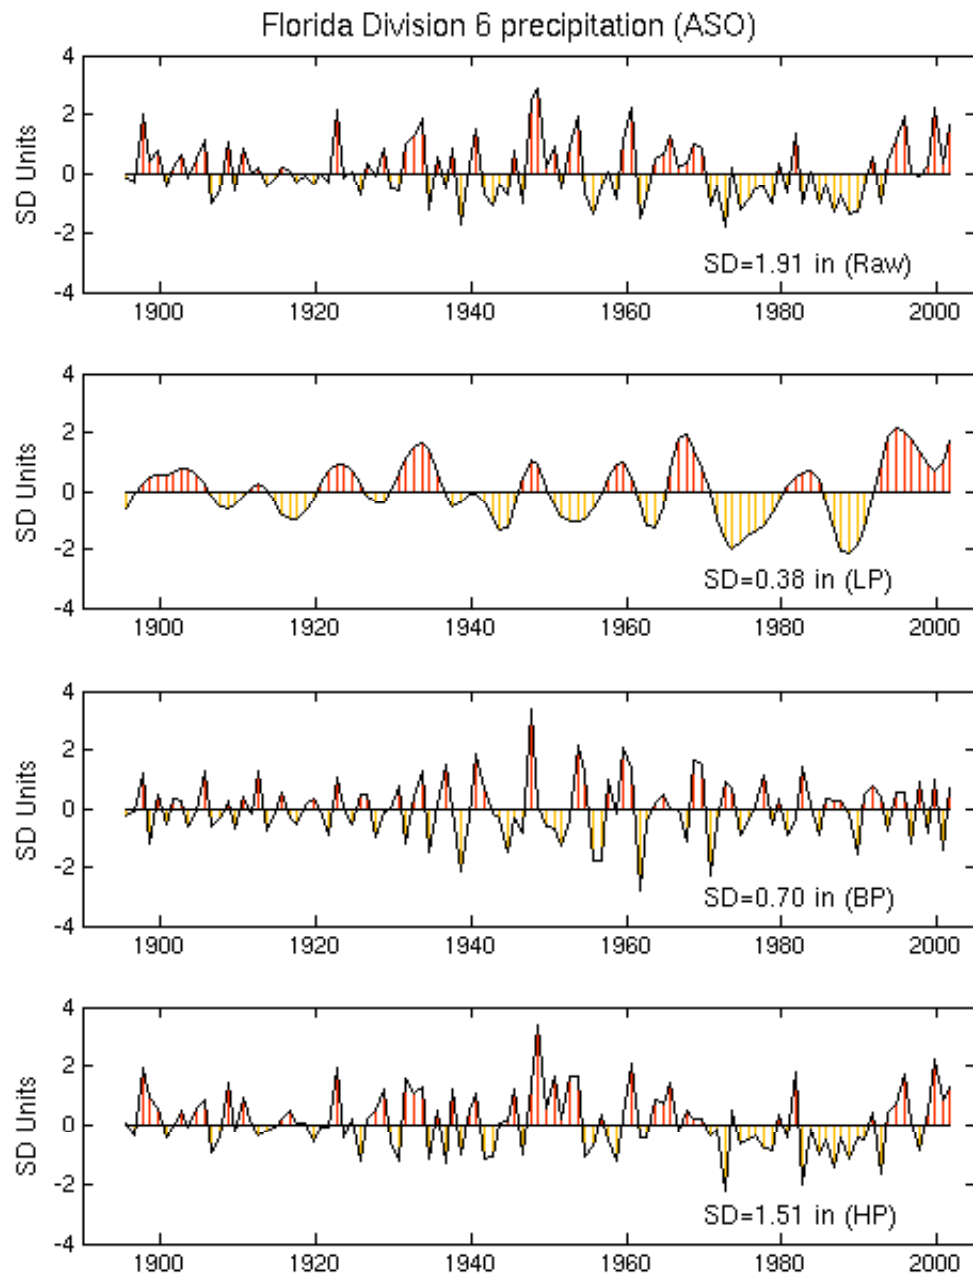 Florida Division 6 precipitation (ASO)
4
2
0
-2
-4
SD Units
SD=1.91 in (Raw)
1900 1920 1940 1960 1980 2000
4
2
0
-2
-4
SD Units
SD=0.38 in (LP)
1900 1920 1940 1960 1980 2000
4
2
0
-2
-4
SD Units
SD=0.70 in (BP)
1900 1920 1940 1960 1980 2000
4
2
0
-2
-4
SD Units
SD=1.51 in (HP)
1900 1920 1940 1960 1980 2000